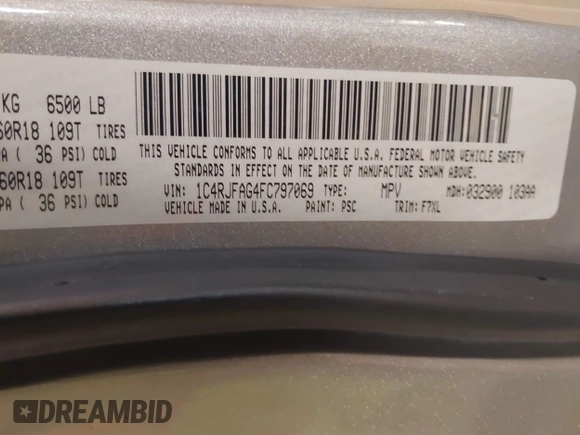 KG 6500 LB
60R18 109T TIRES
PA ( 36 PSI) COLD
60R18 109T TIRES
PA ( 36 PSI) COLD
THIS VEHICLE CONFORMS TO ALL APPLICABLE U.S.A. FEDERAL MOTOR VEHICLE SAFETY
STANDARDS IN EFFECT ON THE DATE OF MANUFACTURE SHOWN ABOVE.
VIN: 1C4RJFAG4FC797069 TYPE: MPV MDH: 032900 103AA
VEHICLE MADE IN U.S.A. PAINT: PSC TRIM: F7XL
DREAMBID